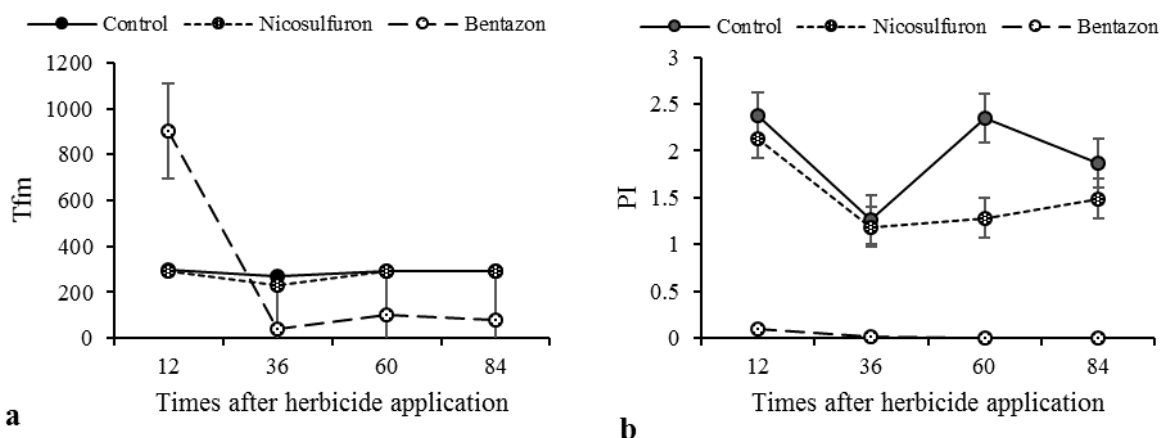 Control Nicosulfuron Bentazon
1200
1000
800
600
400
200
0
Tfm
12 36 60 84
Times after herbicide application
a
Control Nicosulfuron Bentazon
3
2.5
2
1.5
1
0.5
0
PI
12 36 60 84
Times after herbicide application
b